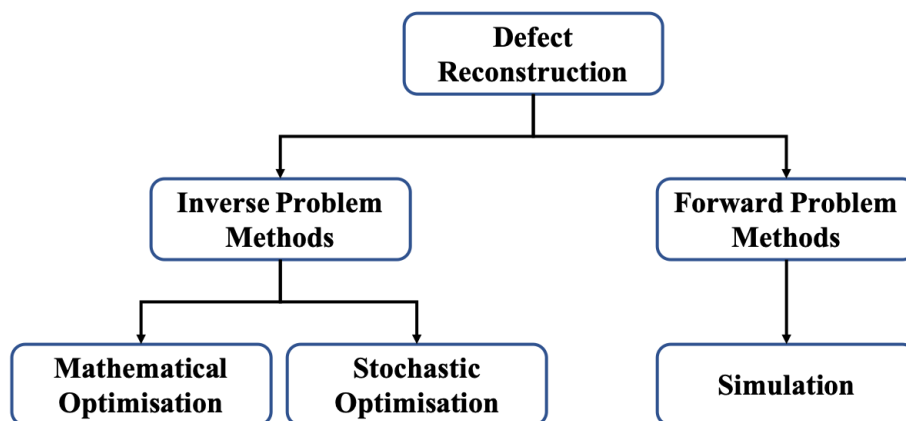 Defect
Reconstruction
Inverse Problem
Methods
Forward Problem
Methods
Mathematical
Optimisation
Stochastic
Optimisation
Simulation